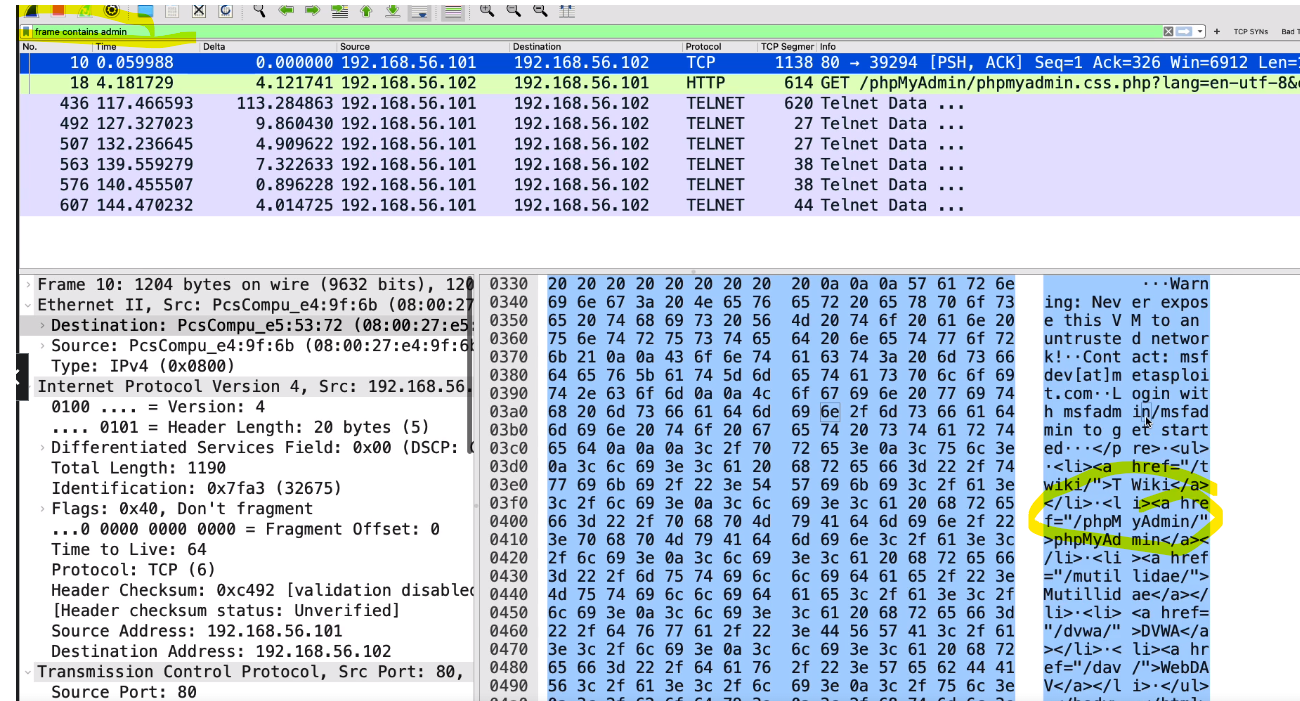 frame contains admin
+ TCP SYNs Bad T
No. Time Delta Source Destination Protocol TCP Segmer Info
10 0.059988 0.000000 192.168.56.101 192.168.56.102 TCP 1138 80 → 39294 [PSH, ACK] Seq=1 Ack=326 Win=6912 Len=
18 4.181729 4.121741 192.168.56.102 192.168.56.101 HTTP 614 GET /phpMyAdmin/phpmyadmin.css.php?lang=en-utf-8&
436 117.466593 113.284863 192.168.56.101 192.168.56.102 TELNET 620 Telnet Data ...
492 127.327023 9.860430 192.168.56.101 192.168.56.102 TELNET 27 Telnet Data ...
507 132.236645 4.909622 192.168.56.101 192.168.56.102 TELNET 27 Telnet Data ...
563 139.559279 7.322633 192.168.56.101 192.168.56.102 TELNET 38 Telnet Data ...
576 140.455507 0.896228 192.168.56.101 192.168.56.102 TELNET 38 Telnet Data ...
607 144.470232 4.014725 192.168.56.101 192.168.56.102 TELNET 44 Telnet Data ...
Frame 10: 1204 bytes on wire (9632 bits), 120
Ethernet II, Src: PcsCompu_e4:9f:6b (08:00:27
Destination: PcsCompu_e5:53:72 (08:00:27:e5:
Source: PcsCompu_e4:9f:6b (08:00:27:e4:9f:6b
Type: IPv4 (0x0800)
Internet Protocol Version 4, Src: 192.168.56.
0100 .... = Version: 4
.... 0101 = Header Length: 20 bytes (5)
Differentiated Services Field: 0x00 (DSCP: 
Total Length: 1190
Identification: 0x7fa3 (32675)
Flags: 0x40, Don't fragment
...0 0000 0000 0000 = Fragment Offset: 0
Time to Live: 64
Protocol: TCP (6)
Header Checksum: 0xc492 [validation disabled
[Header checksum status: Unverified]
Source Address: 192.168.56.101
Destination Address: 192.168.56.102
Transmission Control Protocol, Src Port: 80,
Source Port: 80
0330 20 20 20 20 20 20 20 20 20 0a 0a 0a 57 61 72 6e ···Warn
0340 69 6e 67 3a 20 4e 65 76 65 72 20 65 78 70 6f 73 ing: Nev er expos
0350 65 20 74 68 69 73 20 56 4d 20 74 6f 20 61 6e 20 e this V M to an
0360 75 6e 74 72 75 73 74 65 64 20 6e 65 74 77 6f 72 untruste d networ
0370 6b 21 0a 0a 43 6f 6e 74 61 63 74 3a 20 6d 73 66 k!··Cont act: msf
0380 64 65 76 5b 61 74 5d 6d 65 74 61 73 70 6c 6f 69 dev[at]m etasploi
0390 74 2e 63 6f 6d 0a 0a 4c 6f 67 69 6e 20 77 69 74 t.com··L ogin wit
03a0 68 20 6d 73 66 61 64 6d 69 6e 2f 6d 73 66 61 64 h msfadm in/msfad
03b0 6d 69 6e 20 74 6f 20 67 65 74 20 73 74 61 72 74 min to g et start
03c0 65 64 0a 0a 0a 3c 2f 70 72 65 3e 0a 3c 75 6c 3e ed···</p re>·<ul>
03d0 0a 3c 6c 69 3e 3c 61 20 68 72 65 66 3d 22 2f 74 ·<li><a href="/t
03e0 77 69 6b 69 2f 22 3e 54 57 69 6b 69 3c 2f 61 3e wiki/">T Wiki</a>
03f0 3c 2f 6c 69 3e 0a 3c 6c 69 3e 3c 61 20 68 72 65 </li>·<l i><a hre
0400 66 3d 22 2f 70 68 70 4d 79 41 64 6d 69 6e 2f 22 f="/phpM yAdmin/"
0410 3e 70 68 70 4d 79 41 64 6d 69 6e 3c 2f 61 3e 3c >phpMyAd min</a><
0420 2f 6c 69 3e 0a 3c 6c 69 3e 3c 61 20 68 72 65 66 /li>·<li ><a href
0430 3d 22 2f 6d 75 74 69 6c 6c 69 64 61 65 2f 22 3e ="/mutil lidae/">
0440 4d 75 74 69 6c 6c 69 64 61 65 3c 2f 61 3e 3c 2f Mutillid ae</a></
0450 6c 69 3e 0a 3c 6c 69 3e 3c 61 20 68 72 65 66 3d li>·<li> <a href=
0460 22 2f 64 76 77 61 2f 22 3e 44 56 57 41 3c 2f 61 "/dvwa/" >DVWA</a
0470 3e 3c 2f 6c 69 3e 0a 3c 6c 69 3e 3c 61 20 68 72 ></li>·< li><a hr
0480 65 66 3d 22 2f 64 61 76 2f 22 3e 57 65 62 44 41 ef="/dav /">WebDA
0490 56 3c 2f 61 3e 3c 2f 6c 69 3e 0a 3c 2f 75 6c 3e V</a></l i>·</ul>